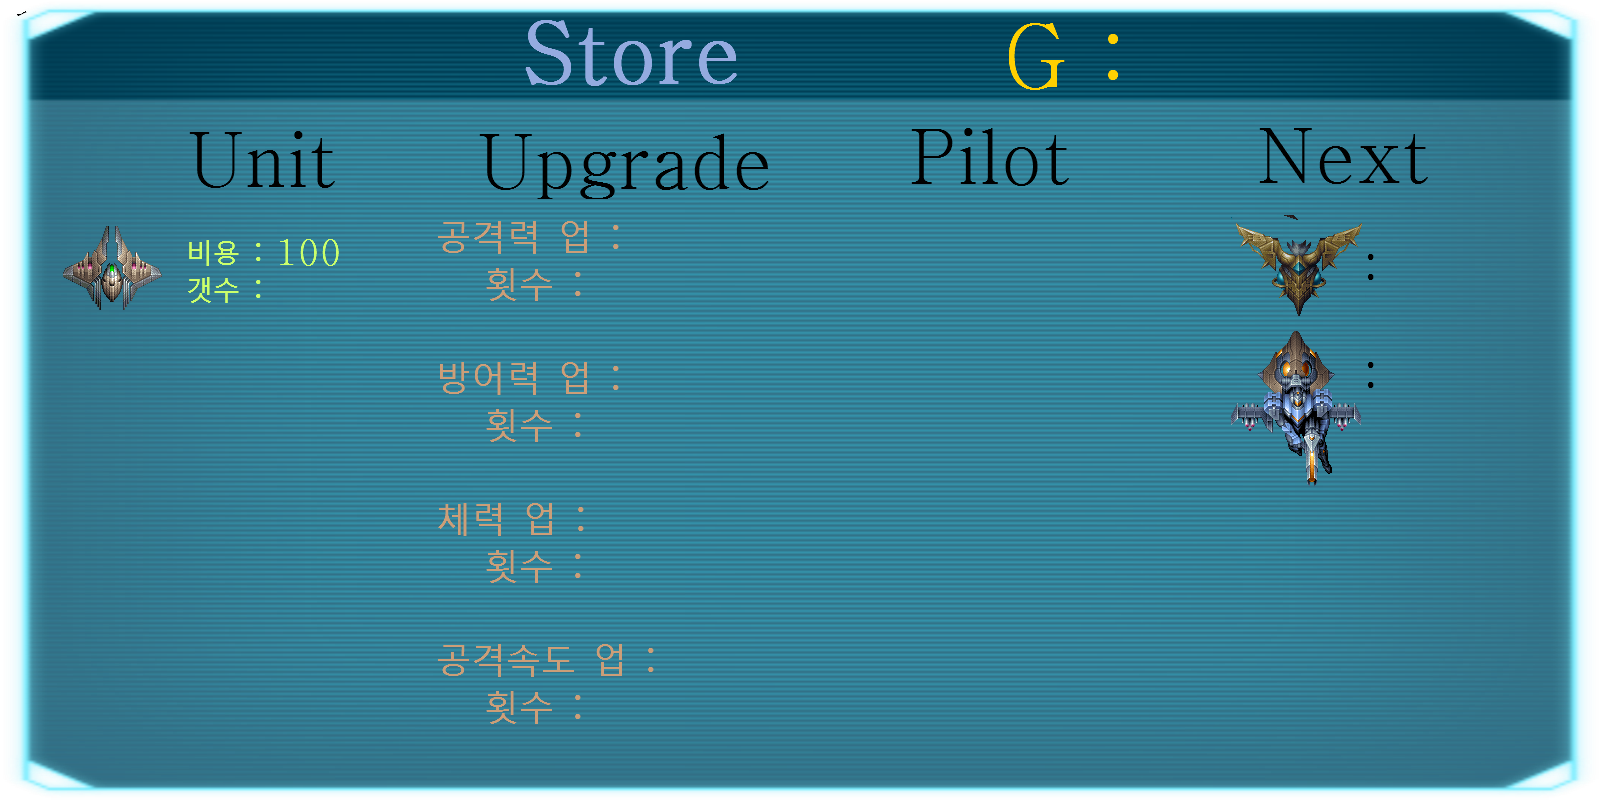 Store G :
Unit Upgrade Pilot Next
비용 : 100
갯수 :
공격력 업 :
횟수 :
방어력 업 :
횟수 :
체력 업 :
횟수 :
공격속도 업 :
횟수 :
:
: